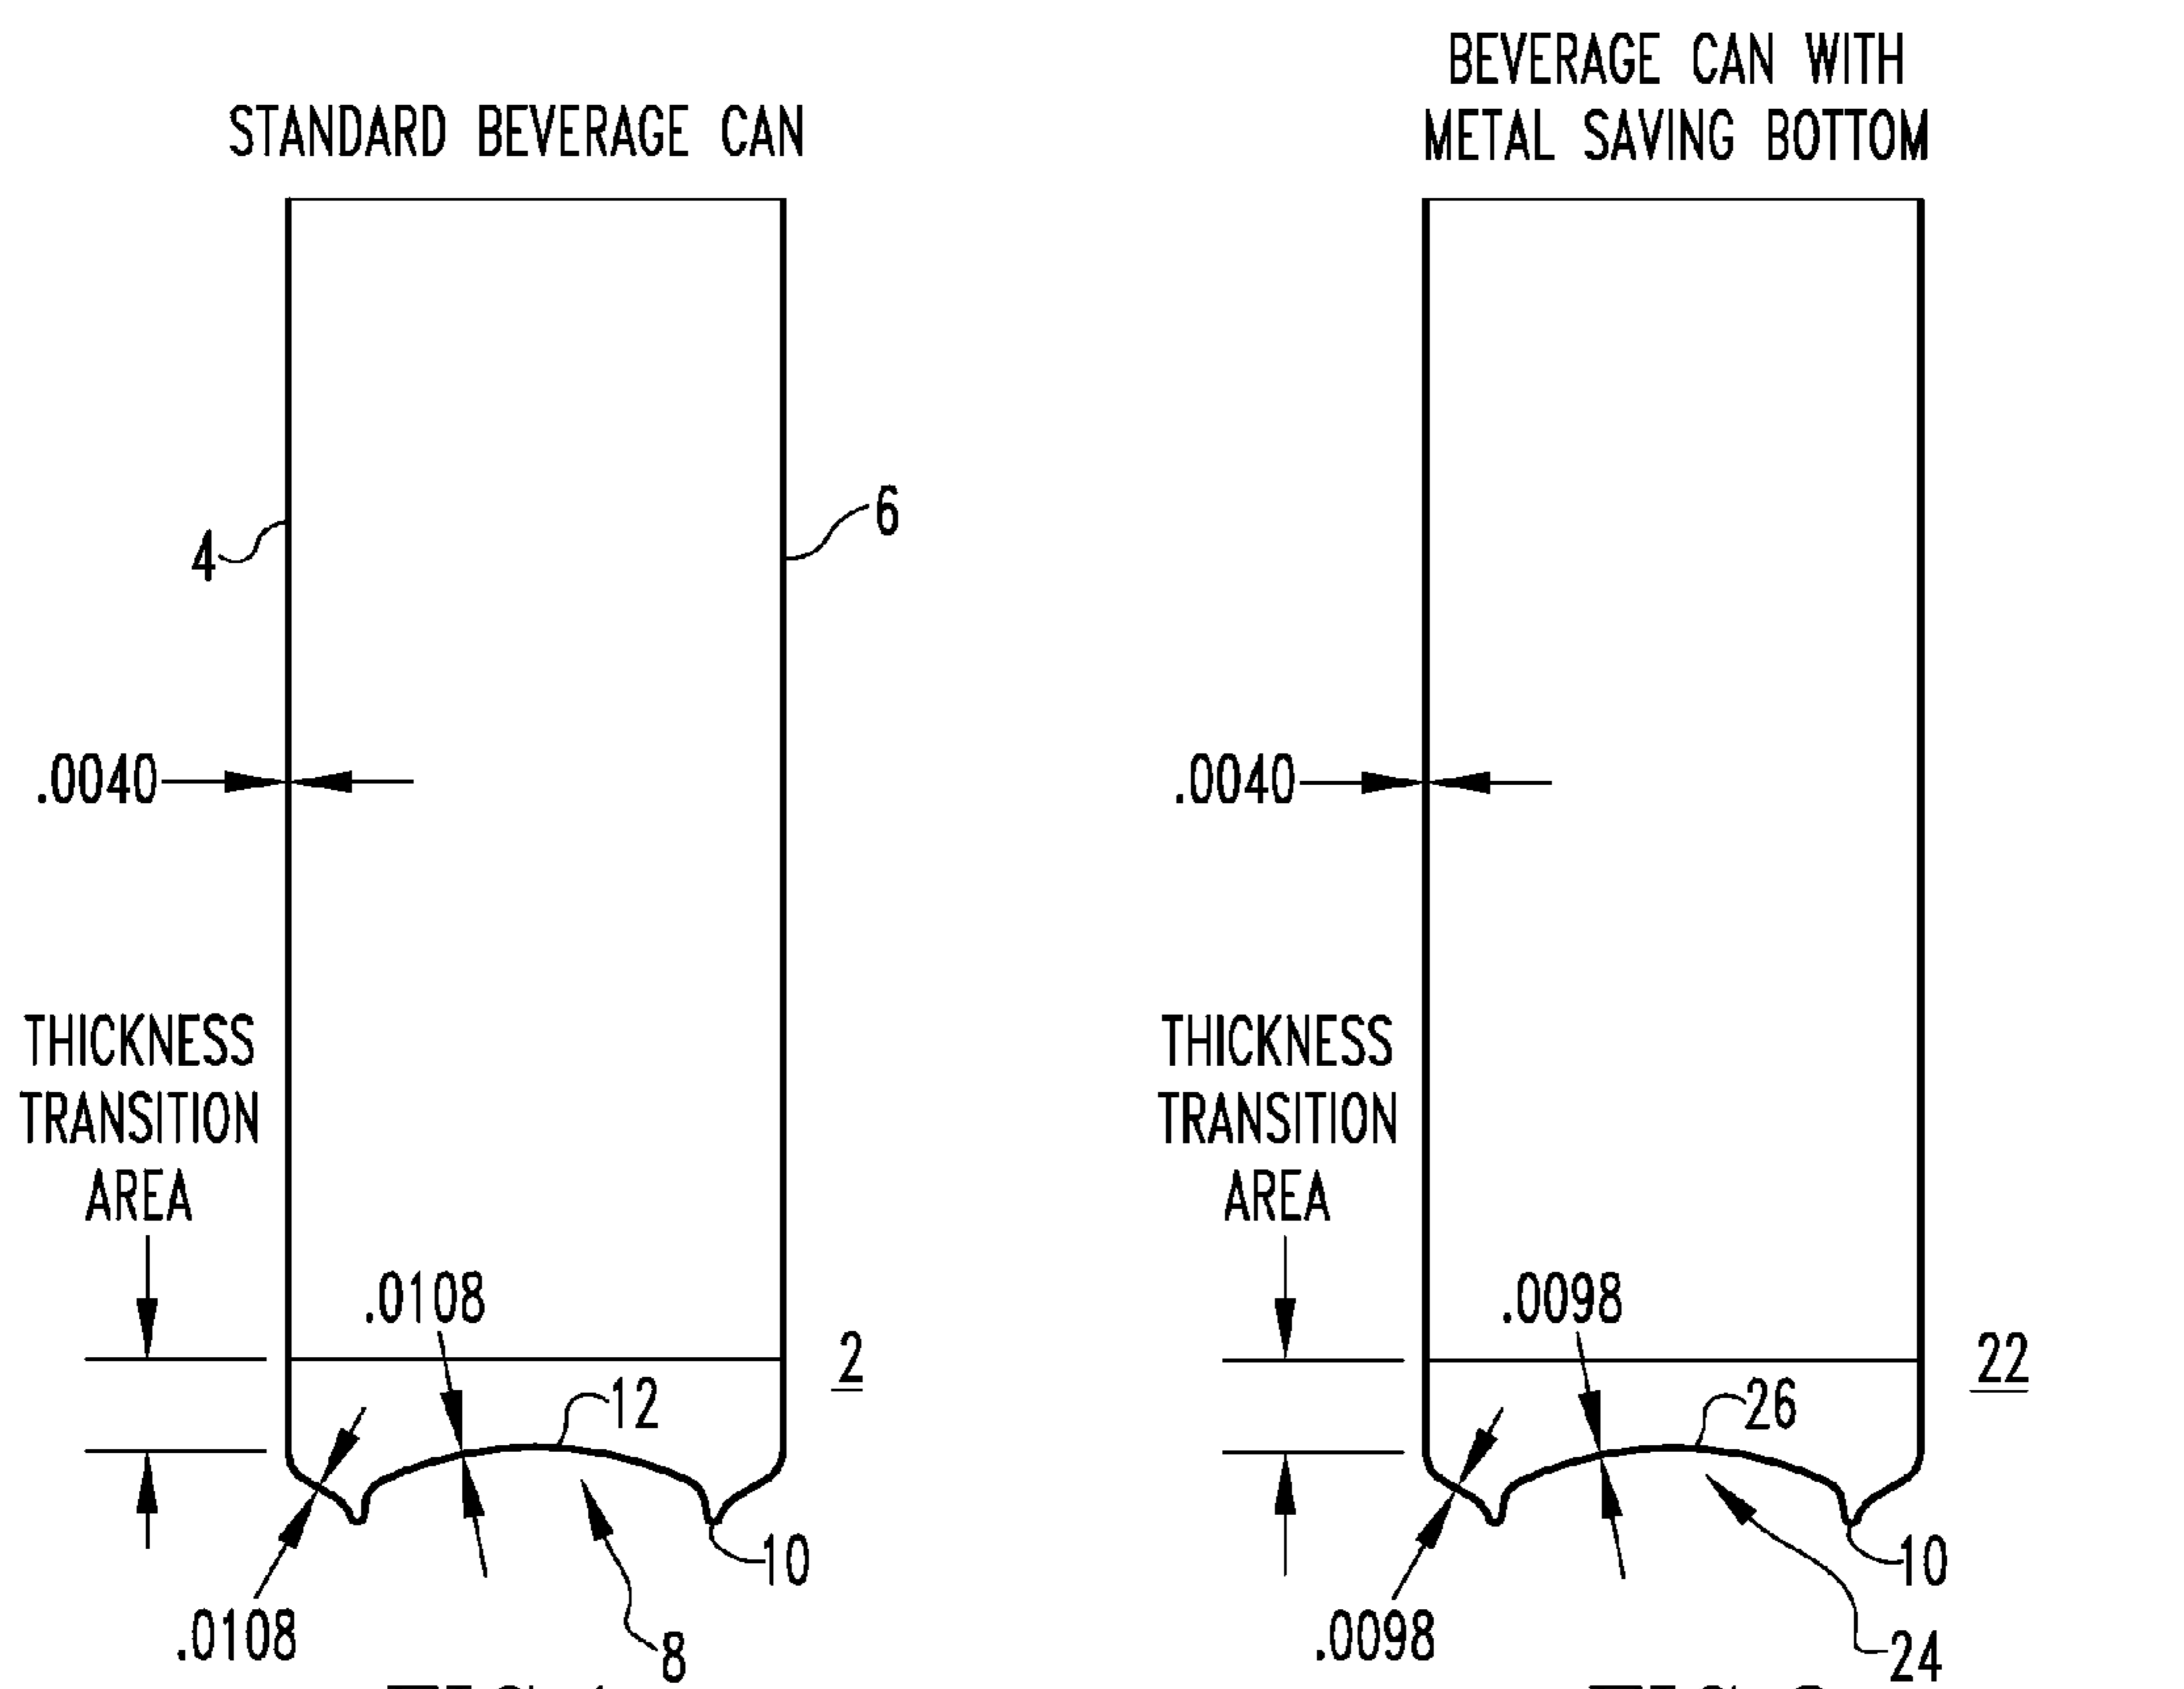 STANDARD BEVERAGE CAN
4
6
.0040
THICKNESS
TRANSITION
AREA
.0108
2
12
10
.0108
8
BEVERAGE CAN WITH
METAL SAVING BOTTOM
.0040
THICKNESS
TRANSITION
AREA
.0098
22
26
10
.0098
24